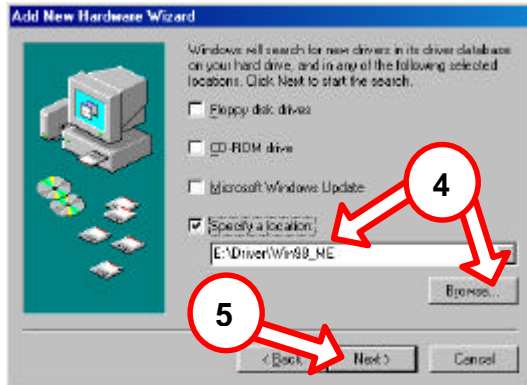 Add New Hardware Wizard
Windows will search for new drivers in its driver database
on your hard drive, and in any of the following selected
locations. Click Next to start the search.
Floppy disk drives
CD-ROM drive
Microsoft Windows Update
4
Specify a location:
E:\Driver\Win98_ME
Browse...
5
< Back
Next >
Cancel